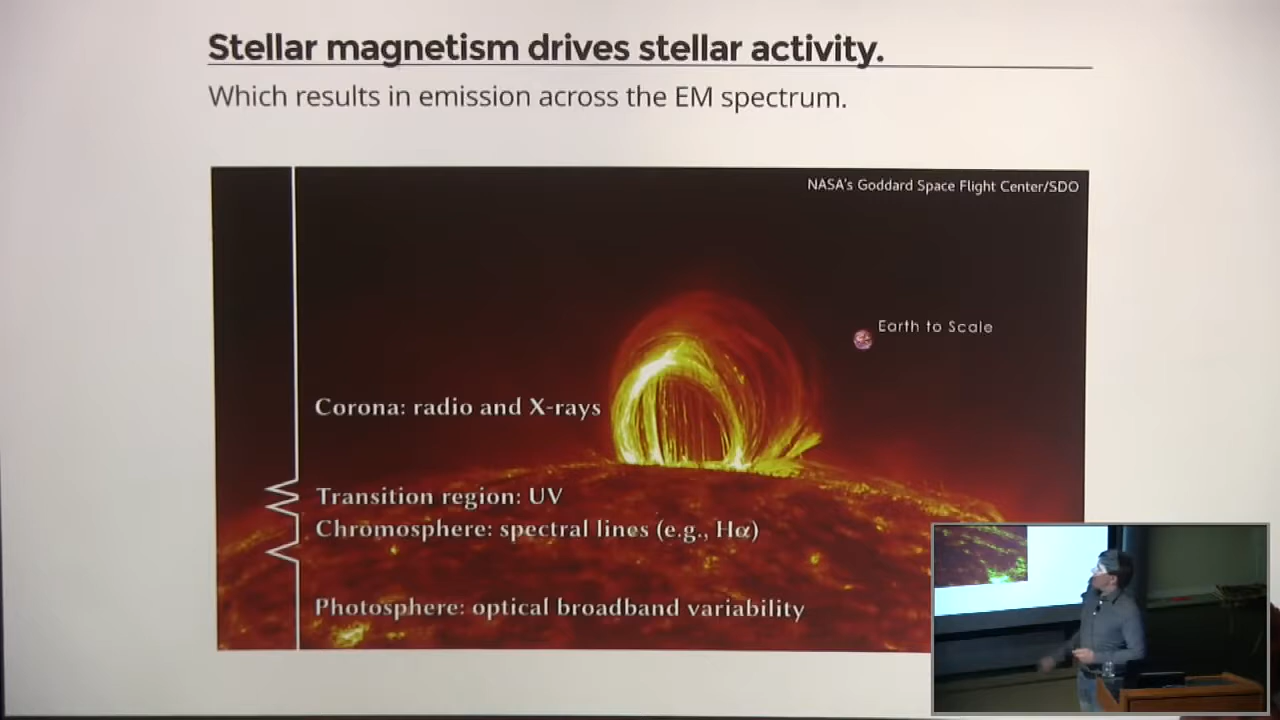 Stellar magnetism drives stellar activity.
Which results in emission across the EM spectrum.
NASA's Goddard Space Flight Center/SDO
Earth to Scale
Corona: radio and X-rays
Transition region: UV
Chromosphere: spectral lines (e.g., Hα)
Photosphere: optical broadband variability